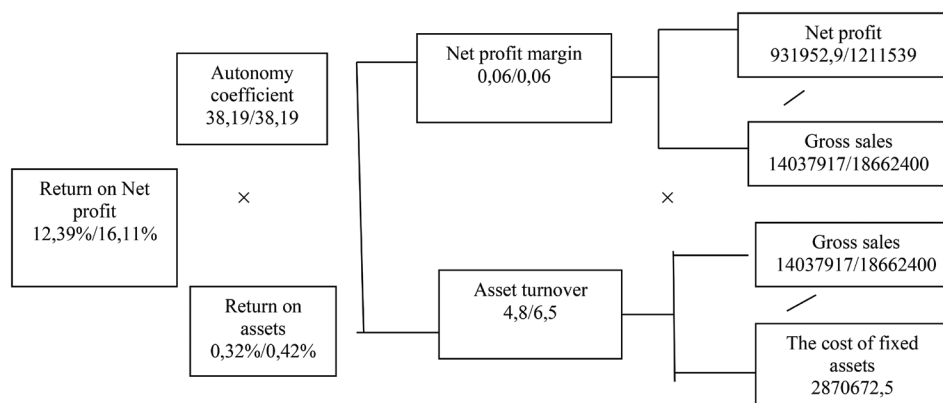 Return on Net
profit
12,39%/16,11%
Autonomy
coefficient
38,19/38,19
×
Return on
assets
0,32%/0,42%
Net profit margin
0,06/0,06
Asset turnover
4,8/6,5
Net profit
931952,9/1211539
/
Gross sales
14037917/18662400
×
Gross sales
14037917/18662400
/
The cost of fixed
assets
2870672,5